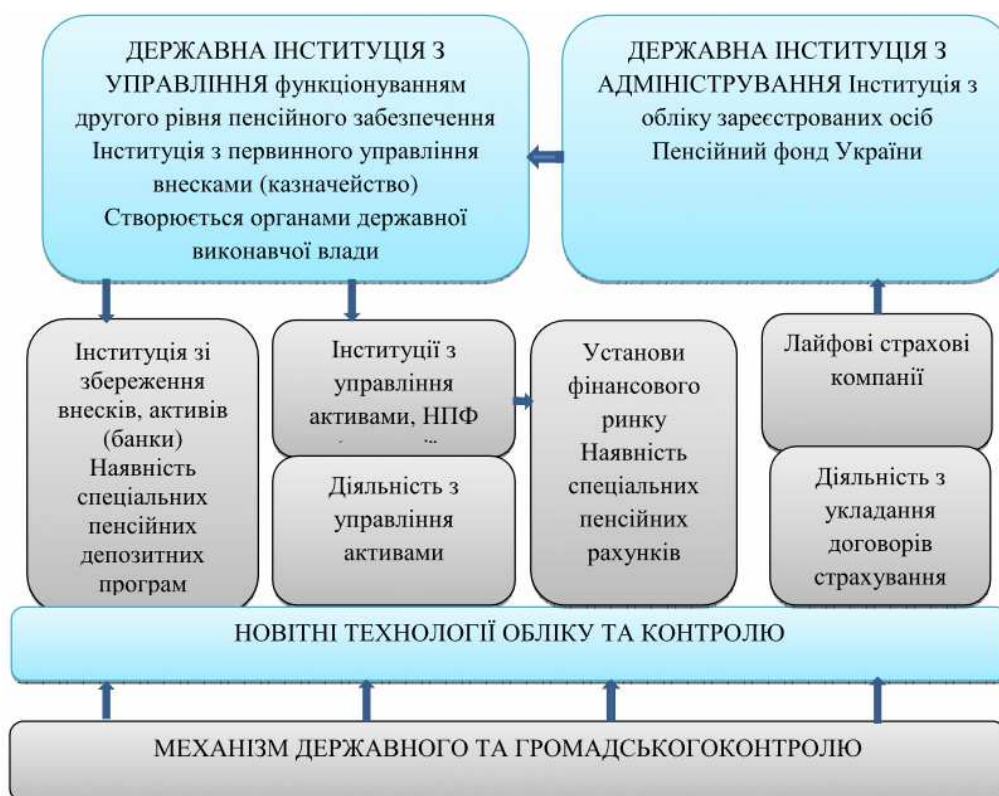 ДЕРЖАВНА ІНСТИТУЦІЯ З
УПРАВЛІННЯ функціонуванням
другого рівня пенсійного забезпечення
Інституція з первинного управління
внесками (казначейство)
Створюється органами державної
виконавчої влади
ДЕРЖАВНА ІНСТИТУЦІЯ З
АДМІНІСТРУВАННЯ Інституція з
обліку зареєстрованих осіб
Пенсійний фонд України
Інституція зі
збереження
внесків, активів
(банки)
Наявність
спеціальних
пенсійних
депозитних
програм
Інституції з
управління
активами, НПФ
Діяльність з
управління
активами
Установи
фінансового
ринку
Наявність
спеціальних
пенсійних
рахунків
Лайфові страхові
компанії
Діяльність з
укладання
договорів
страхування
НОВІТНІ ТЕХНОЛОГІЇ ОБЛІКУ ТА КОНТРОЛЮ
МЕХАНІЗМ ДЕРЖАВНОГО ТА ГРОМАДСЬКОГОКОНТРОЛЮ